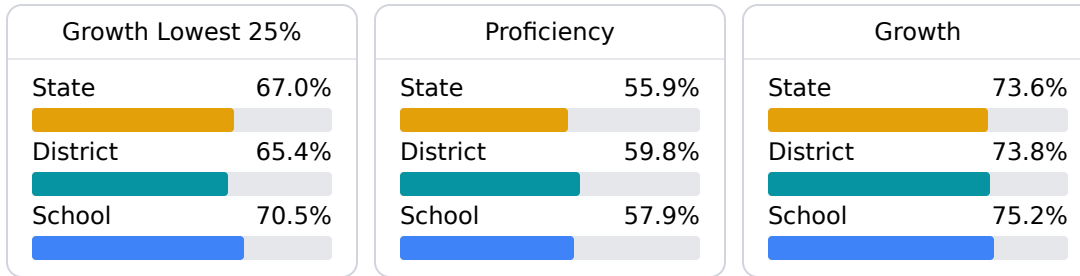 Growth Lowest 25%
State 67.0%
District 65.4%
School 70.5%
Proficiency
State 55.9%
District 59.8%
School 57.9%
Growth
State 73.6%
District 73.8%
School 75.2%